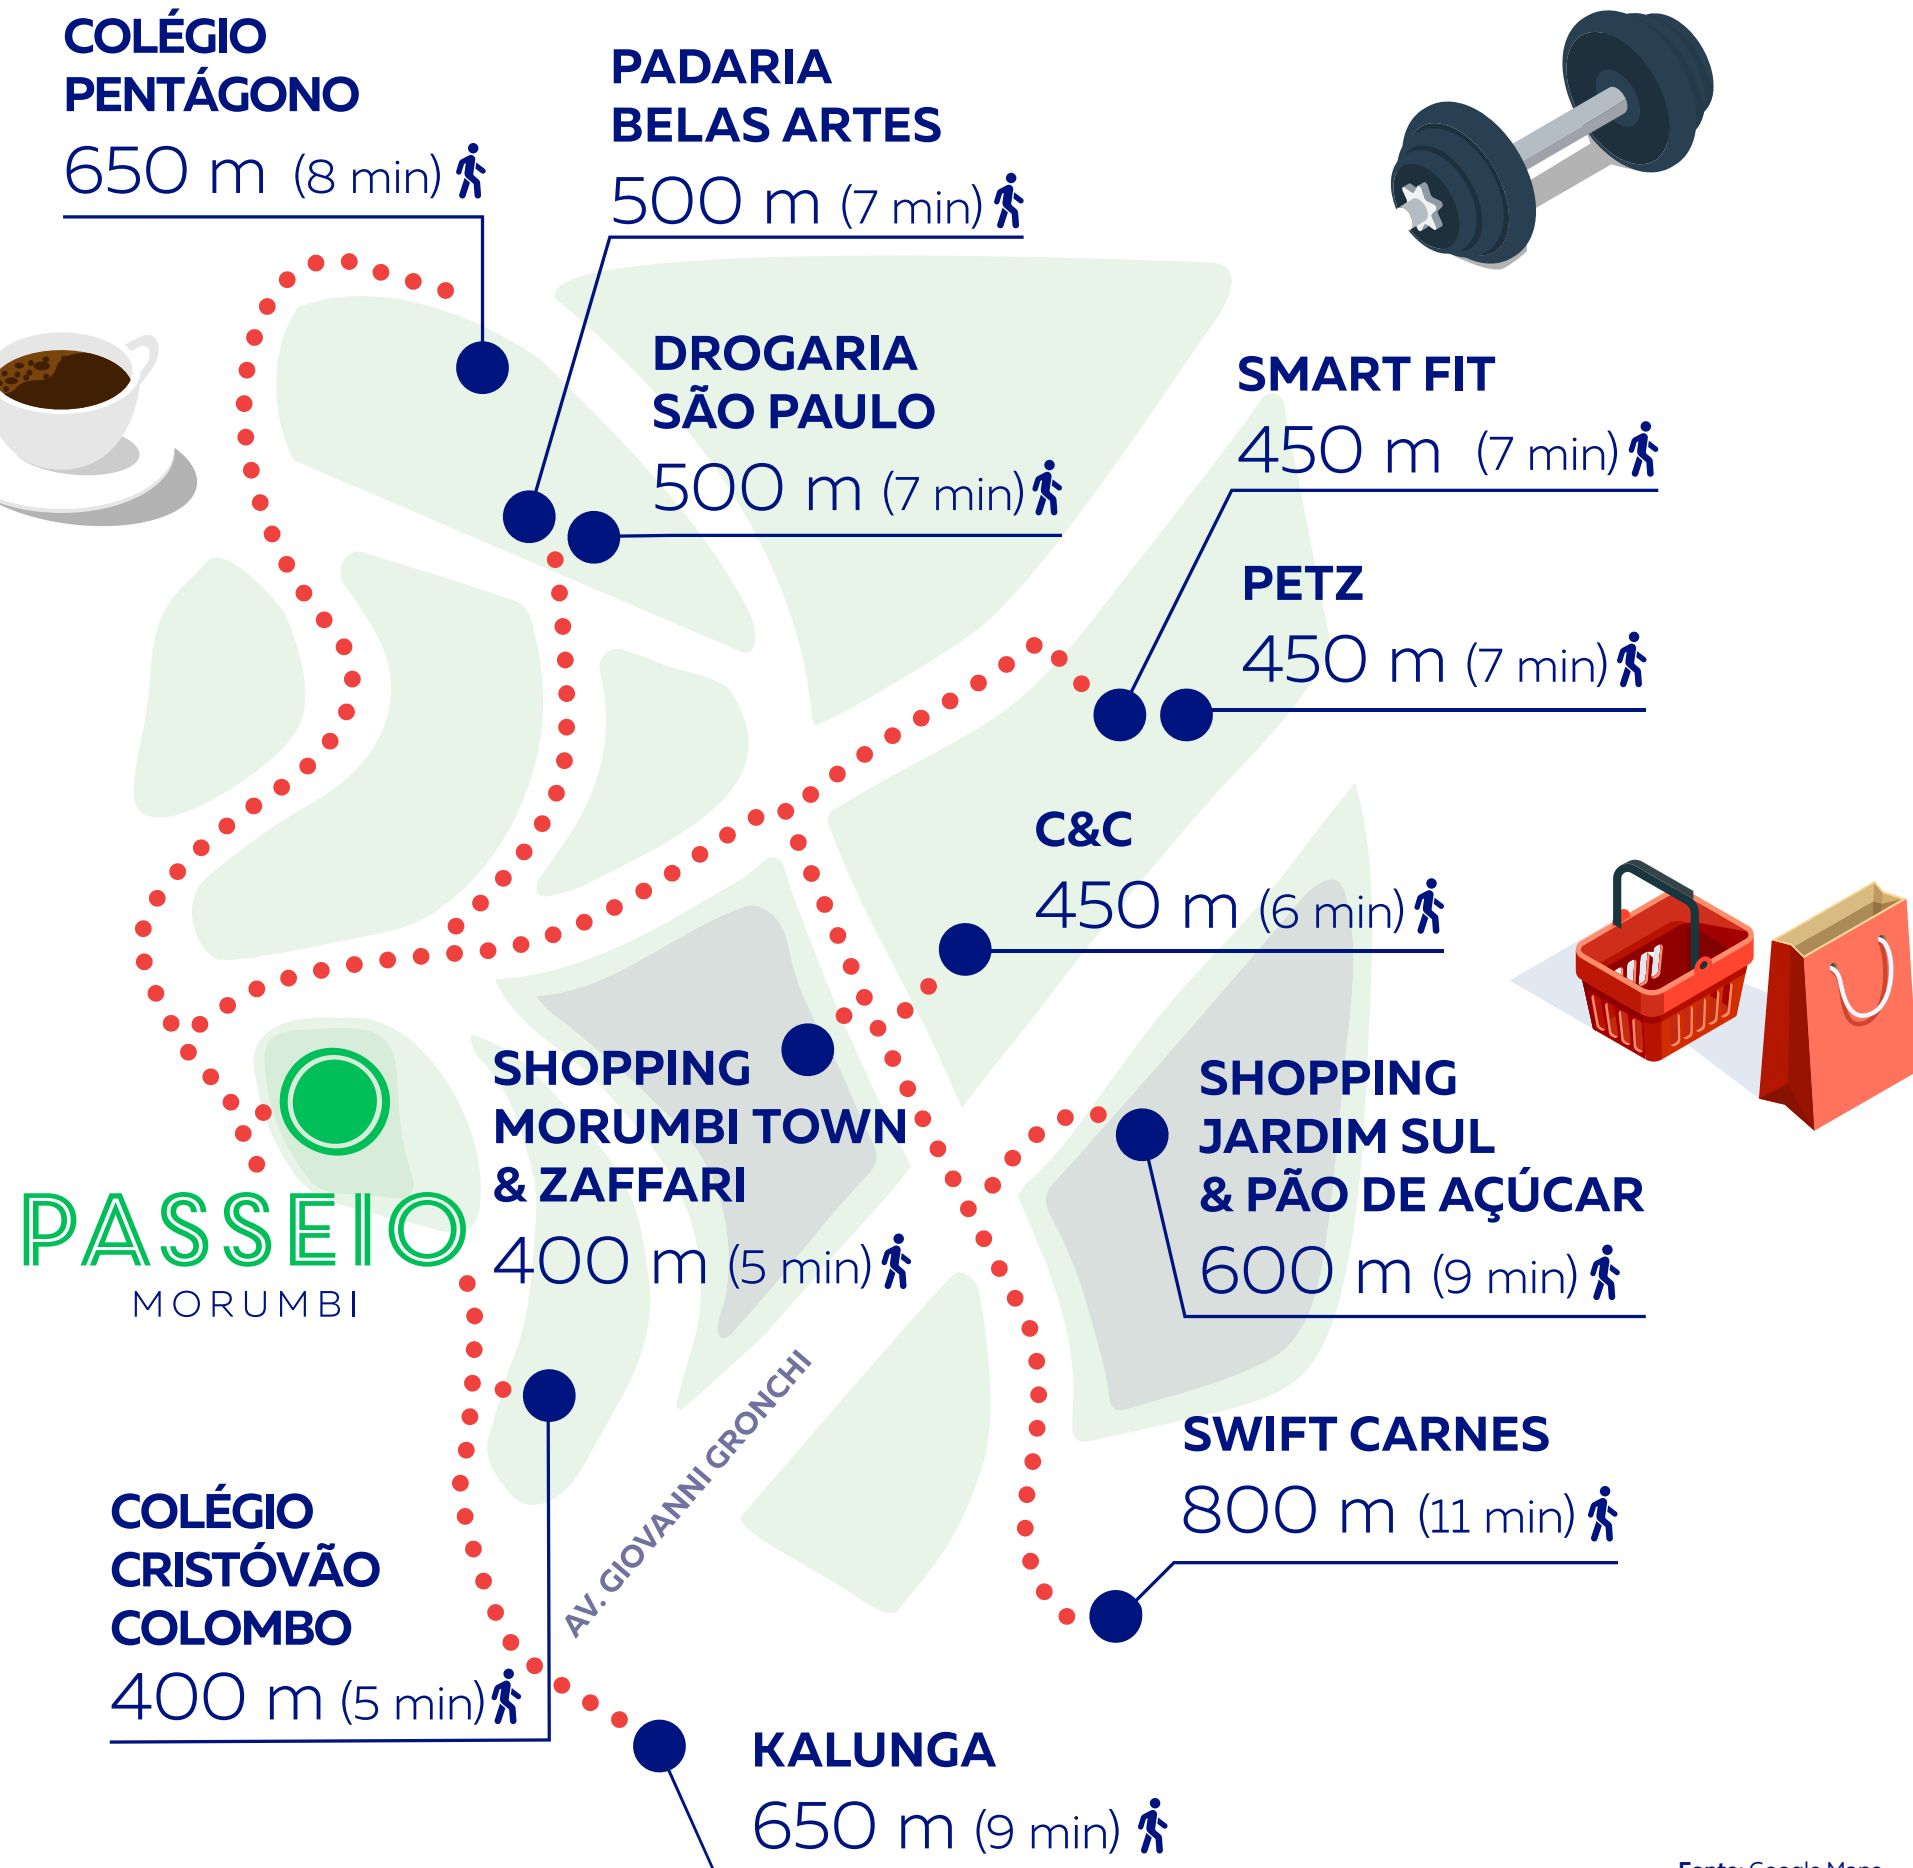 COLÉGIO
PENTÁGONO
650 m (8 min)
PADARIA
BELAS ARTES
500 m (7 min)
DROGARIA
SÃO PAULO
500 m (7 min)
SMART FIT
450 m (7 min)
PETZ
450 m (7 min)
C&C
450 m (6 min)
SHOPPING
MORUMBI TOWN
& ZAFFARI
400 m (5 min)
SHOPPING
JARDIM SUL
& PÃO DE AÇÚCAR
600 m (9 min)
PASSEIO
MORUMBI
AV. GIOVANNI GRONCHI
SWIFT CARNES
800 m (11 min)
COLÉGIO
CRISTÓVÃO
COLOMBO
400 m (5 min)
KALUNGA
650 m (9 min)
Fonte: Google Maps